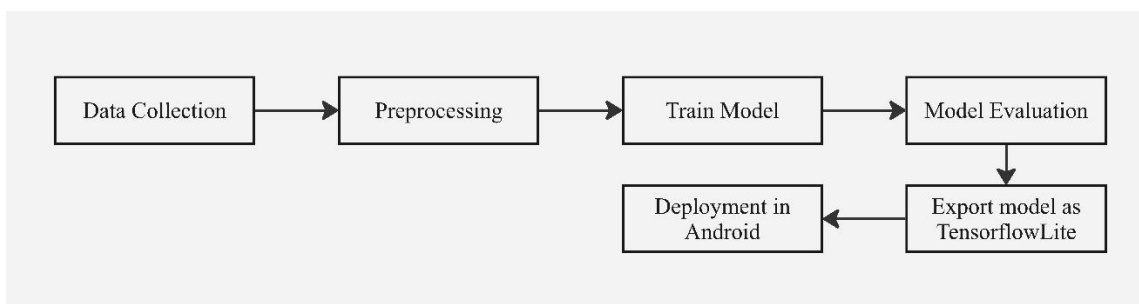 Data Collection
Preprocessing
Train Model
Model Evaluation
Export model as
TensorflowLite
Deployment in
Android